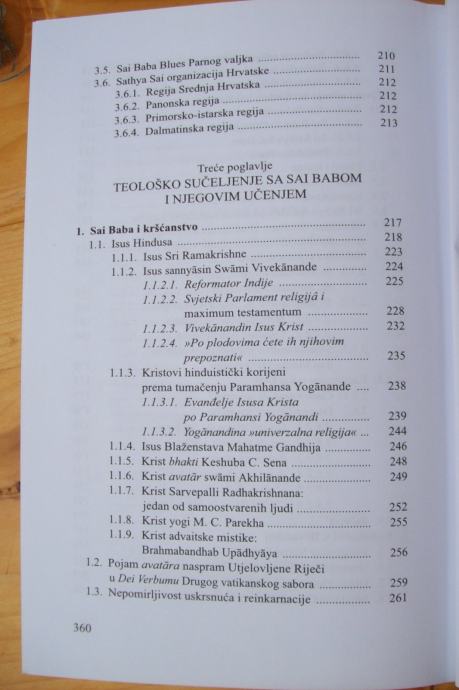 3.5. Sai Baba Blues Parnog valjka ........ 210
3.6. Sathya Sai organizacija Hrvatske ........ 211
3.6.1. Regija Srednja Hrvatska ........ 212
3.6.2. Panonska regija ........ 212
3.6.3. Primorsko-istarska regija ........ 212
3.6.4. Dalmatinska regija ........ 213
Treće poglavlje
TEOLOŠKO SUČELJENJE SA SAI BABOM
I NJEGOVIM UČENJEM
1. Sai Baba i kršćanstvo ........ 217
1.1. Isus Hindusa ........ 218
1.1.1. Isus Sri Ramakrishne ........ 223
1.1.2. Isus sannyāsin Swāmi Vivekānande ........ 224
1.1.2.1. Reformator Indije ........ 225
1.1.2.2. Svjetski Parlament religijâ i
maximum testamentum ........ 228
1.1.2.3. Vivekānandin Isus Krist ........ 232
1.1.2.4. »Po plodovima ćete ih njihovim
prepoznati« ........ 235
1.1.3. Kristovi hinduistički korijeni
prema tumačenju Paramhansa Yogānande .... 238
1.1.3.1. Evanđelje Isusa Krista
po Paramhansi Yogānandi ........ 239
1.1.3.2. Yogānandina »univerzalna religija« ... 244
1.1.4. Isus Blaženstava Mahatme Gandhija ........ 246
1.1.5. Krist bhakti Keshuba C. Sena ........ 248
1.1.6. Krist avatār swāmi Akhilānande ........ 249
1.1.7. Krist Sarvepalli Radhakrishnana:
jedan od samoostvarenih ljudi ........ 252
1.1.8. Krist yogi M. C. Parekha ........ 255
1.1.9. Krist advaitske mistike:
Brahmabandhab Upādhyāya ........ 256
1.2. Pojam avatāra naspram Utjelovljene Riječi
u Dei Verbumu Drugog vatikanskog sabora ........ 259
1.3. Nepomirljivost uskrsnuća i reinkarnacije ........ 261
360